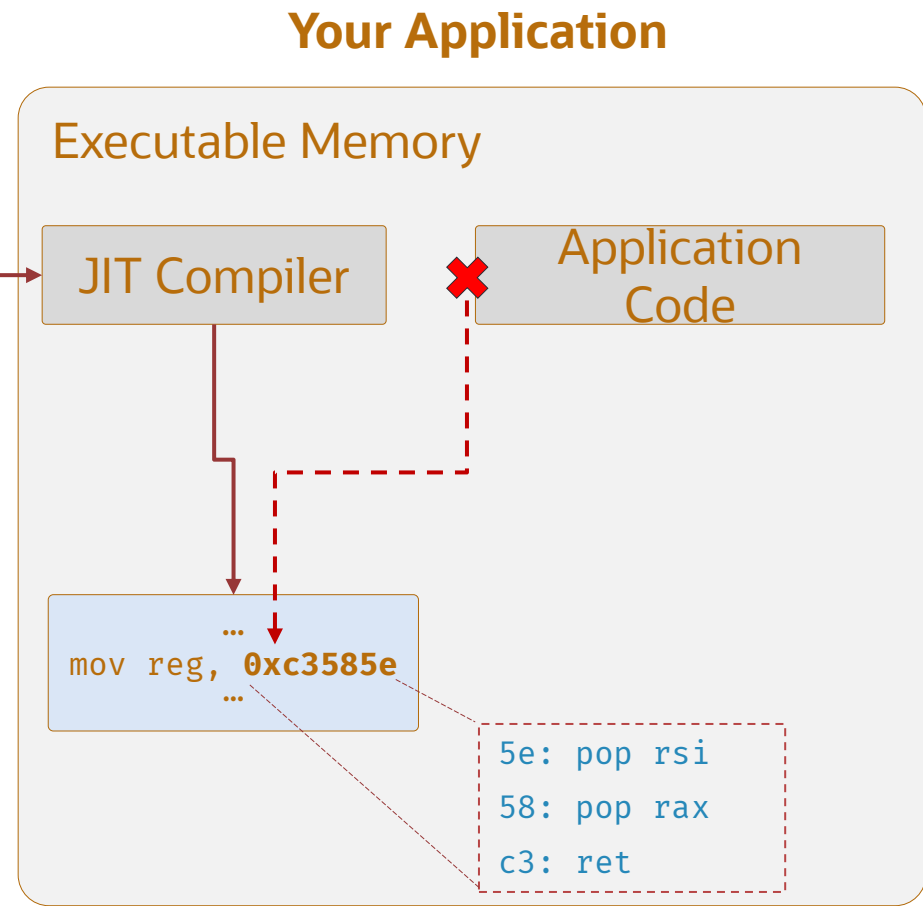 Your Application
Executable Memory
JIT Compiler
Application
Code
…
mov reg, 0xc3585e
…
5e: pop rsi
58: pop rax
c3: ret